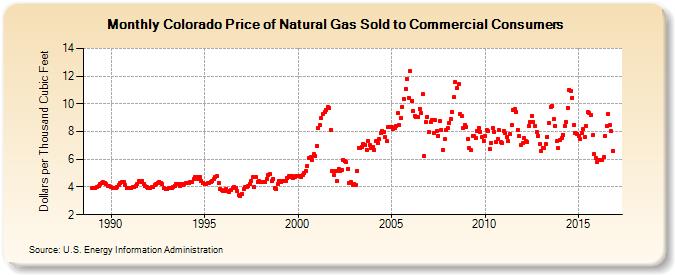 Monthly Colorado Price of Natural Gas Sold to Commercial Consumers
Dollars per Thousand Cubic Feet
14
12
10
8
6
4
2
1990 1995 2000 2005 2010 2015
Source: U.S. Energy Information Administration